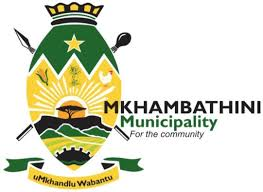 MKHAMBATHINI
Municipality
For the community
uMkhandlu Wabantu